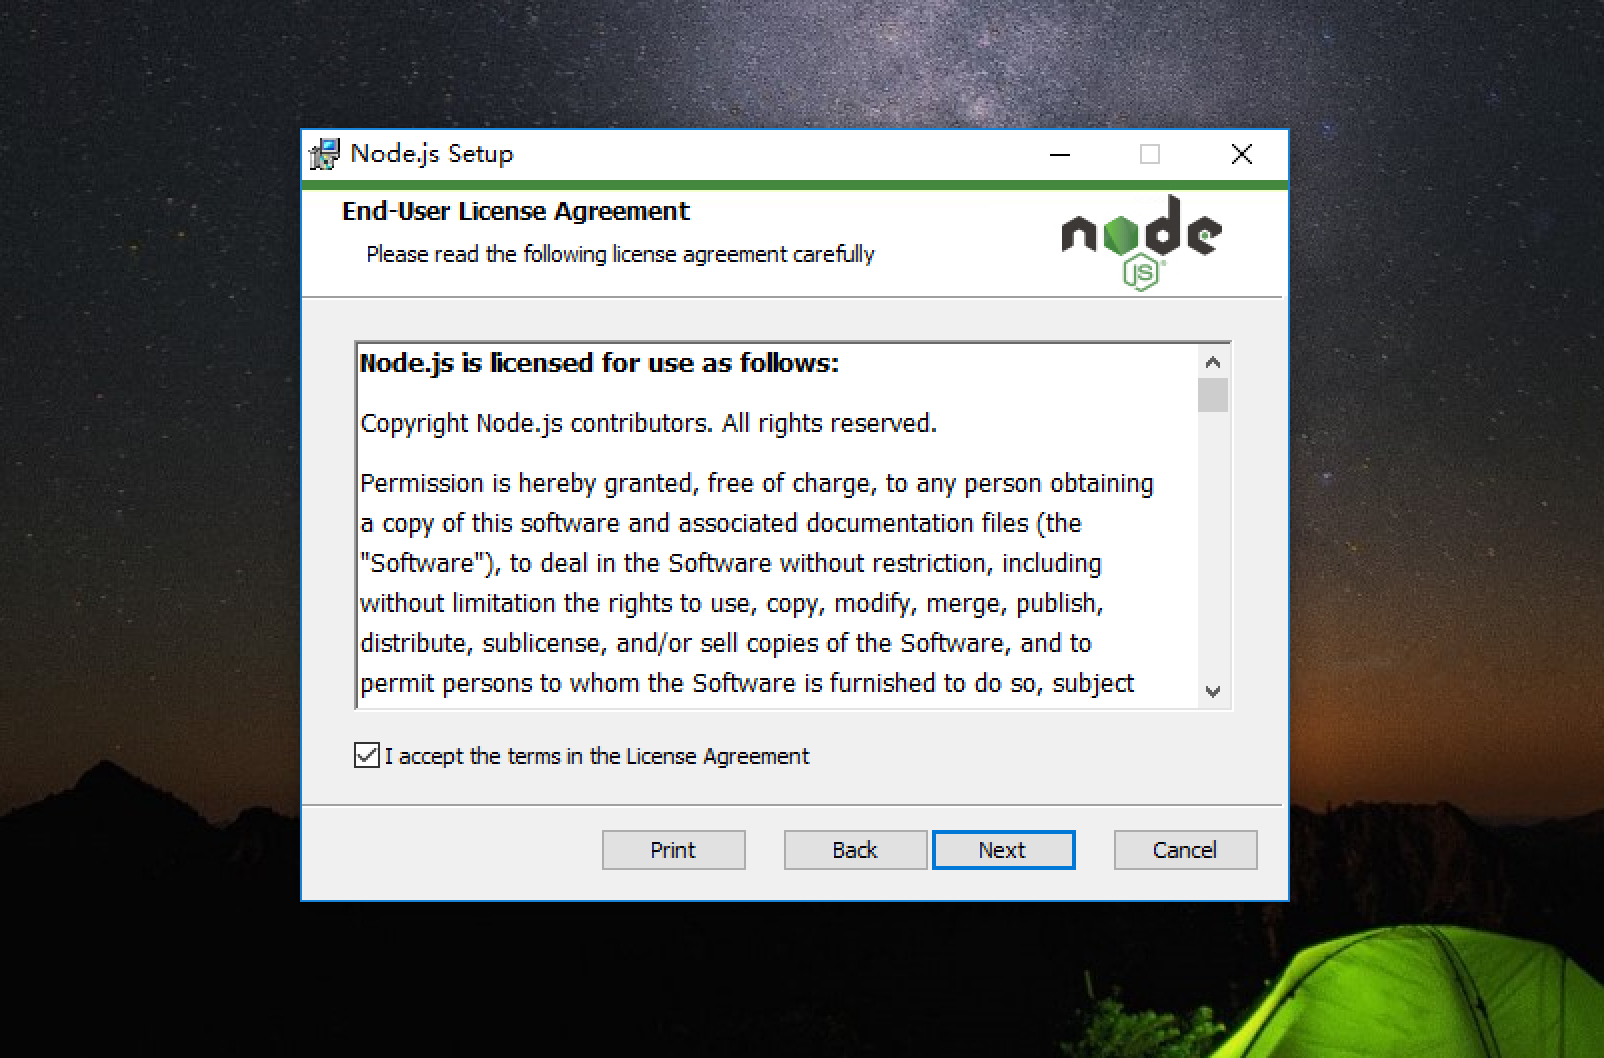 Node.js Setup
End-User License Agreement
Please read the following license agreement carefully
node
JS
Node.js is licensed for use as follows:
Copyright Node.js contributors. All rights reserved.
Permission is hereby granted, free of charge, to any person obtaining
a copy of this software and associated documentation files (the
"Software"), to deal in the Software without restriction, including
without limitation the rights to use, copy, modify, merge, publish,
distribute, sublicense, and/or sell copies of the Software, and to
permit persons to whom the Software is furnished to do so, subject
I accept the terms in the License Agreement
Print
Back
Next
Cancel